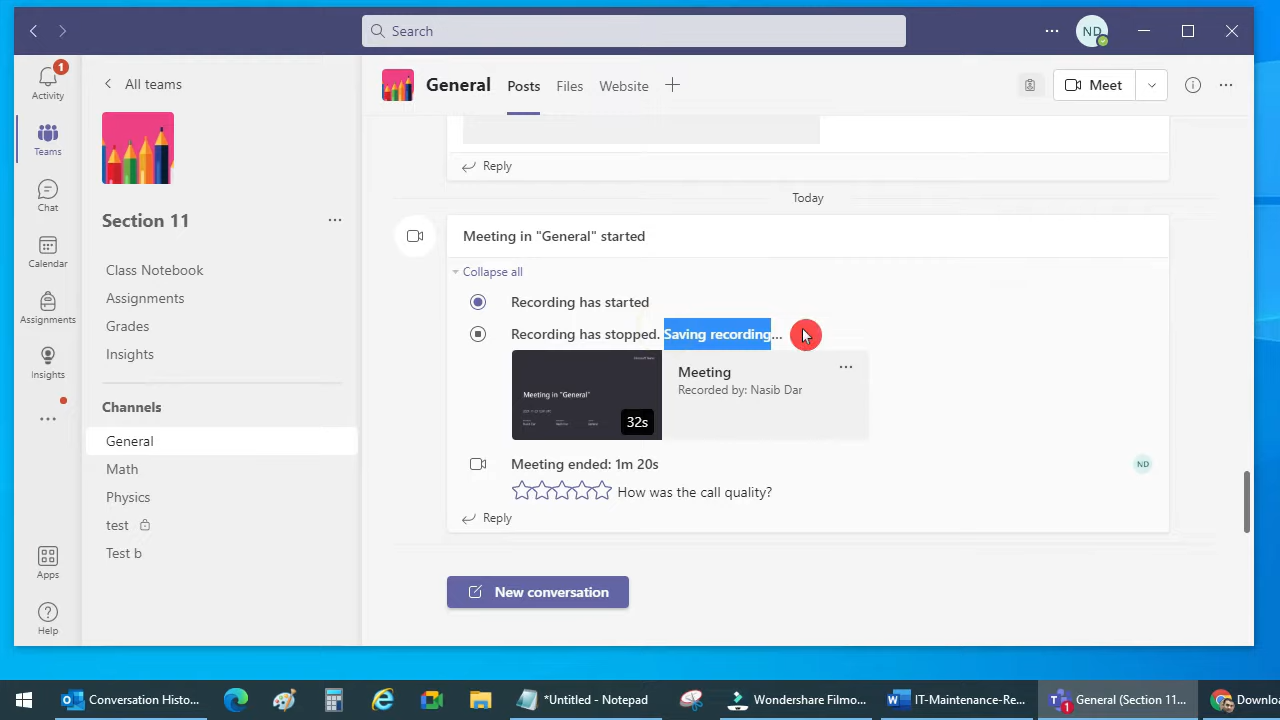 Search
ND
Activity
1
Teams
Chat
Calendar
Assignments
Insights
Apps
Help
All teams
Section 11
Class Notebook
Assignments
Grades
Insights
Channels
General
Math
Physics
test
Test b
General
Posts
Files
Website
Meet
Reply
Today
Meeting in "General" started
Collapse all
Recording has started
Recording has stopped. Saving recording...
Meeting in "General"
32s
Meeting
Recorded by: Nasib Dar
Meeting ended: 1m 20s
ND
How was the call quality?
Reply
New conversation
Conversation Histo...
*Untitled - Notepad
Wondershare Filmo...
IT-Maintenance-Re...
1
General (Section 11...
Downlo